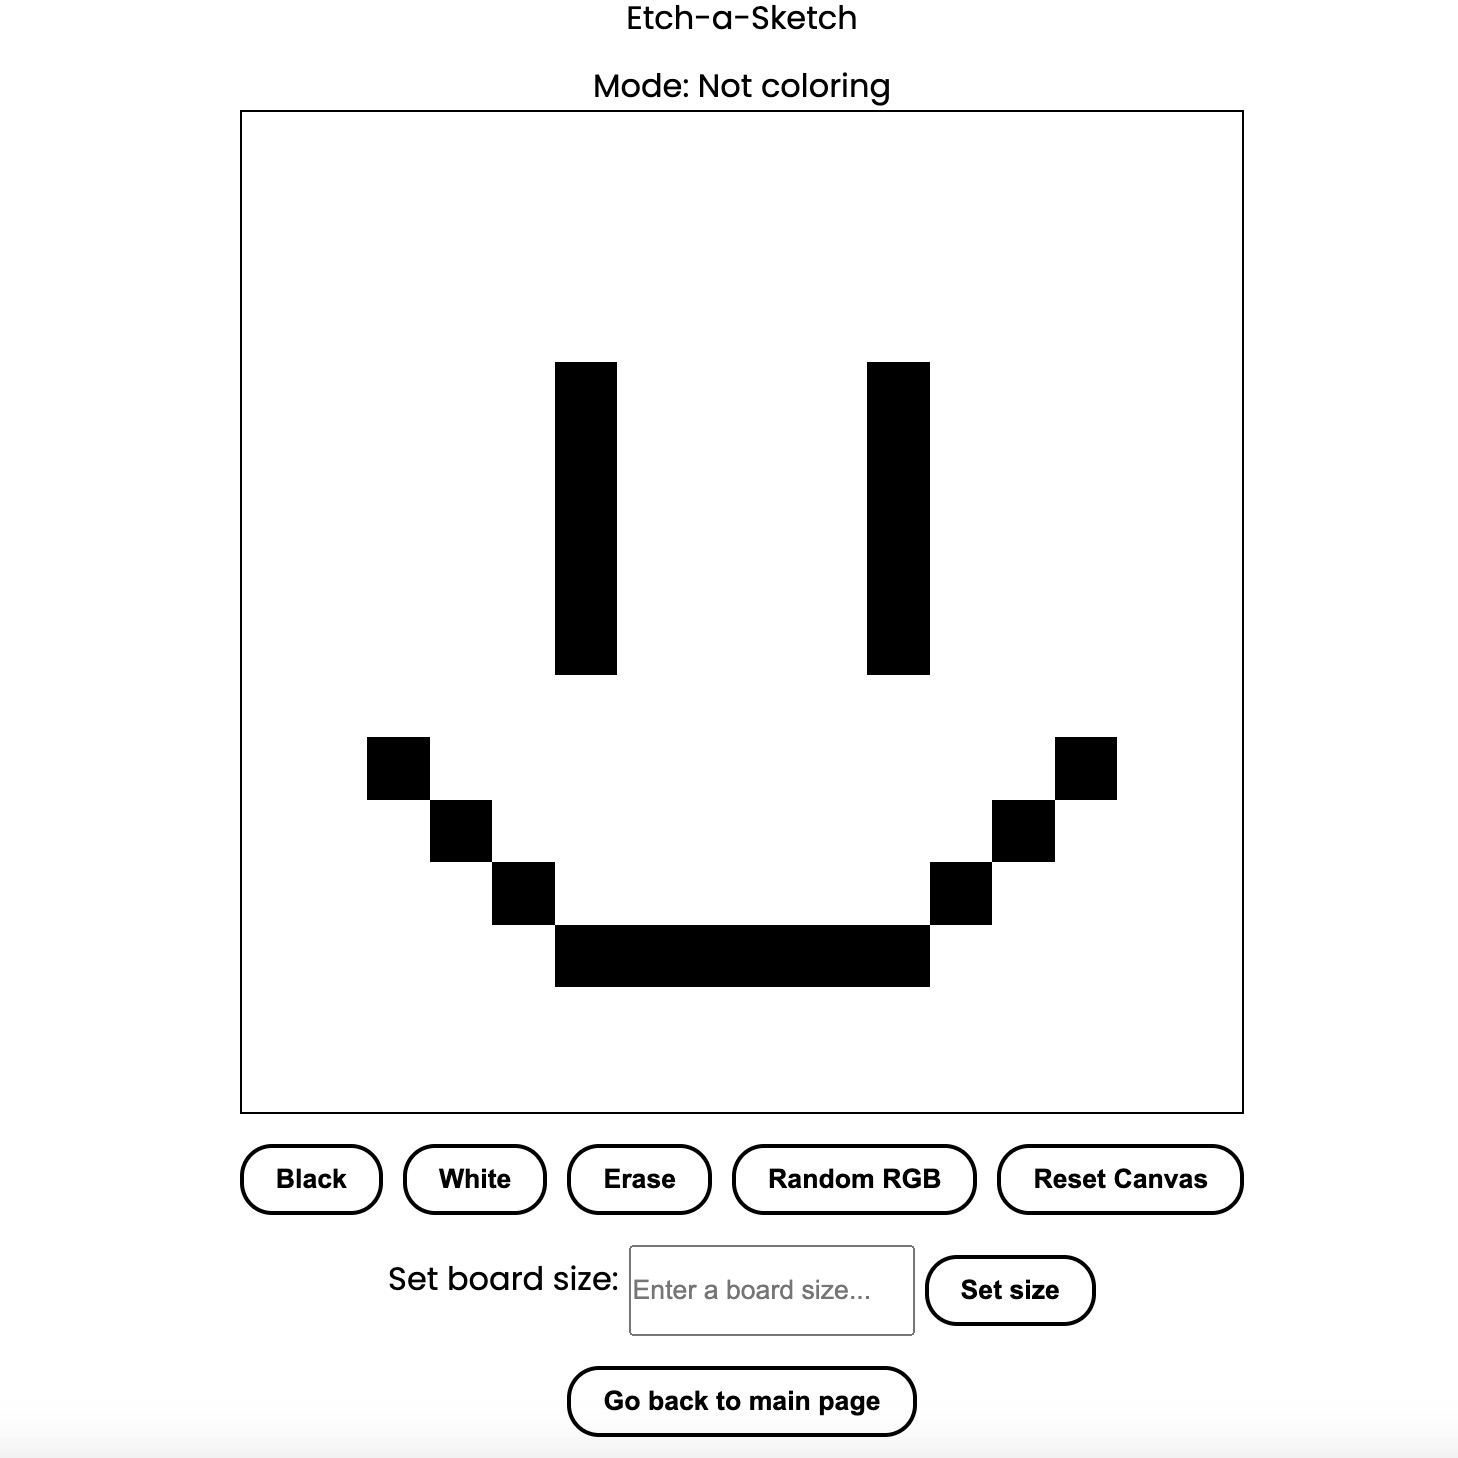 Etch-a-Sketch
Mode: Not coloring
Black White Erase Random RGB Reset Canvas
Set board size: Enter a board size... Set size
Go back to main page